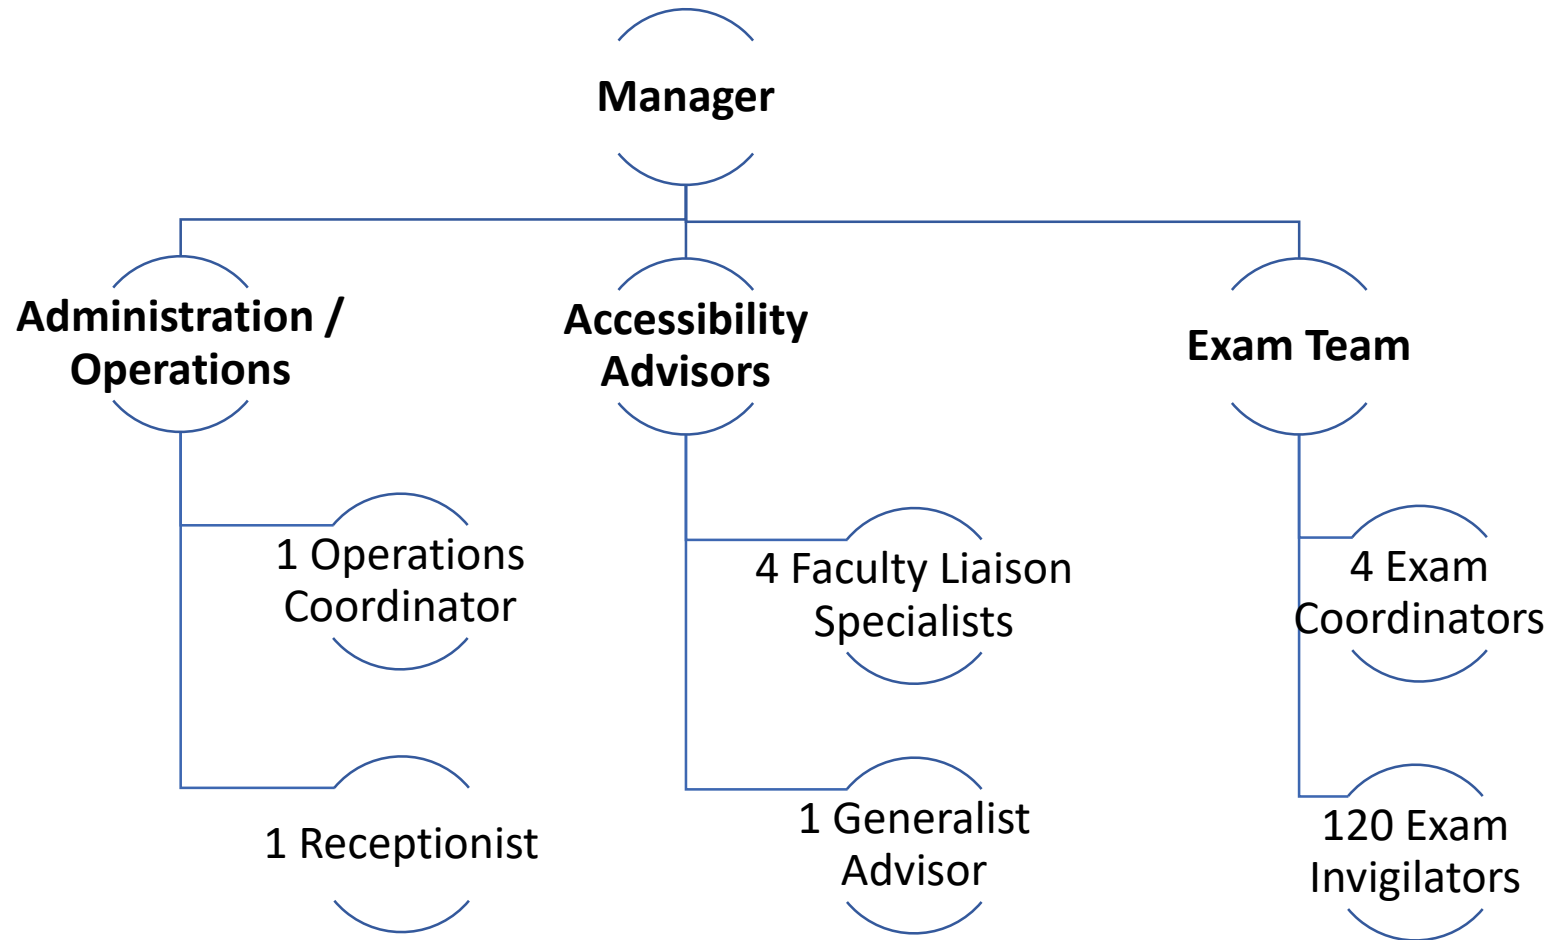 Manager
Administration /
Operations
Accessibility
Advisors
Exam Team
1 Operations
Coordinator
4 Faculty Liaison
Specialists
4 Exam
Coordinators
1 Receptionist
1 Generalist
Advisor
120 Exam
Invigilators